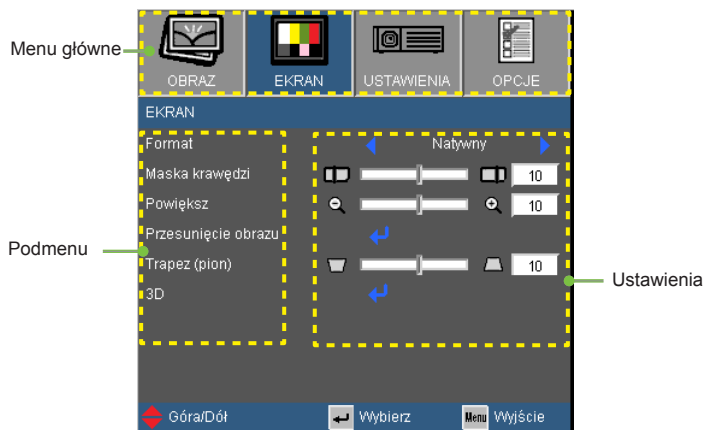 Menu główne
OBRAZ EKRAN USTAWIENIA OPCJE
EKRAN
Format Natywny
Maska krawędzi 10
Powiększ 10
Przesunięcie obrazu
Podmenu
Trapez (pion) 10
Ustawienia
3D
Góra/Dół Wybierz Menu Wyjście